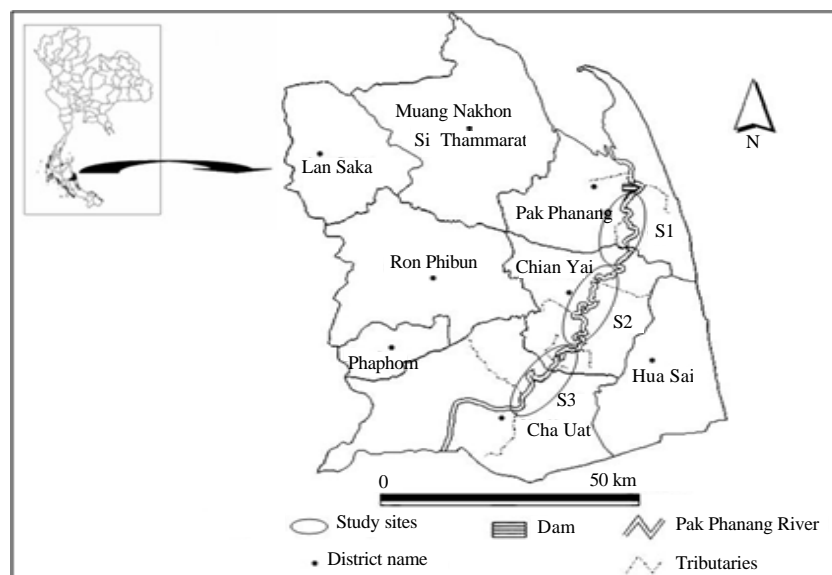 Muang Nakhon
Si Thammarat
Lan Saka
N
Pak Phanang
S1
Chian Yai
Ron Phibun
S2
Phaphom
Hua Sai
S3
Cha Uat
0 50 km
Study sites Dam Pak Phanang River
District name Tributaries